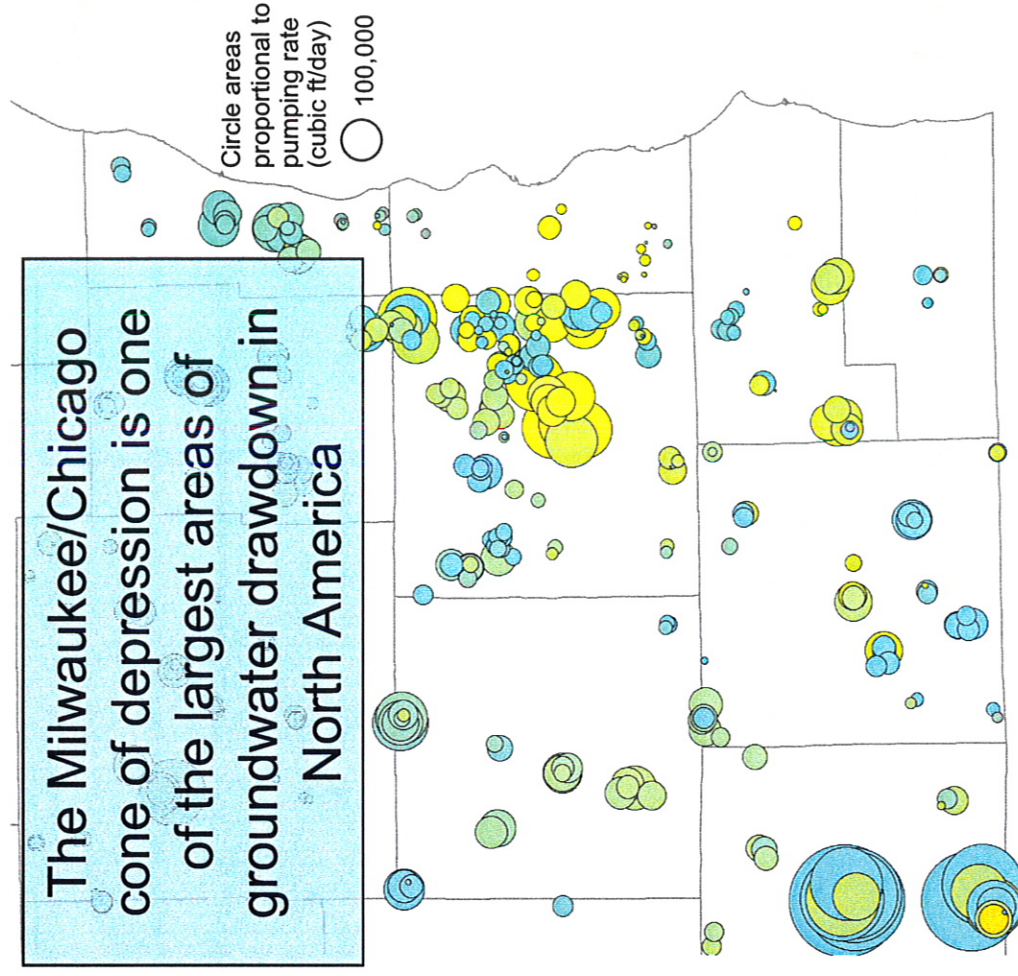 The Milwaukee/Chicago
cone of depression is one
of the largest areas of
groundwater drawdown in
North America
Circle areas
proportional to
pumping rate
(cubic ft/day)
100,000